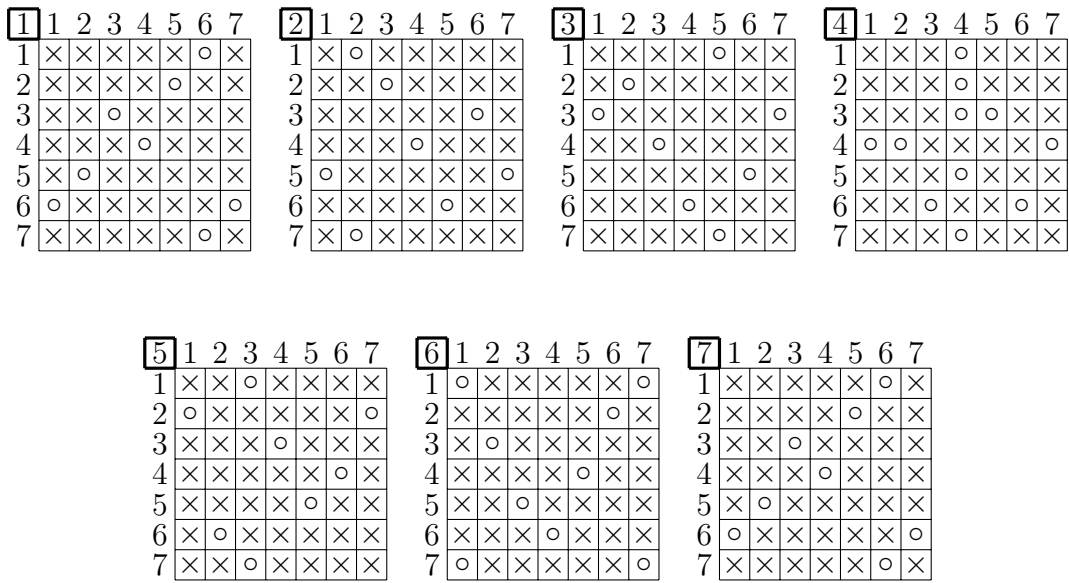 1 1 2 3 4 5 6 7 2 1 2 3 4 5 6 7 3 1 2 3 4 5 6 7 4 1 2 3 4 5 6 7
1 × × × × × ○ × 1 × ○ × × × × × 1 × × × × ○ × × 1 × × × ○ × × ×
2 × × × × ○ × × 2 × × ○ × × × × 2 × ○ × × × × × 2 × × × ○ × × ×
3 × × ○ × × × × 3 × × × × × ○ × 3 ○ × × × × × ○ 3 × × × ○ ○ × ×
4 × × × ○ × × × 4 × × × ○ × × × 4 × × ○ × × × × 4 ○ ○ × × × × ○
5 × ○ × × × × × 5 ○ × × × × × ○ 5 × × × × × ○ × 5 × × × ○ × × ×
6 ○ × × × × × ○ 6 × × × × ○ × × 6 × × × ○ × × × 6 × × ○ × × ○ ×
7 × × × × × ○ × 7 × ○ × × × × × 7 × × × × ○ × × 7 × × × ○ × × ×
5 1 2 3 4 5 6 7 6 1 2 3 4 5 6 7 7 1 2 3 4 5 6 7
1 × × ○ × × × × 1 ○ × × × × × ○ 1 × × × × × ○ ×
2 ○ × × × × × ○ 2 × × × × × ○ × 2 × × × × ○ × ×
3 × × × ○ × × × 3 × ○ × × × × × 3 × × ○ × × × ×
4 × × × × × ○ × 4 × × × × ○ × × 4 × × × ○ × × ×
5 × × × × ○ × × 5 × × ○ × × × × 5 × ○ × × × × ×
6 × ○ × × × × × 6 × × × ○ × × × 6 ○ × × × × × ○
7 × × ○ × × × × 7 ○ × × × × × ○ 7 × × × × × ○ ×